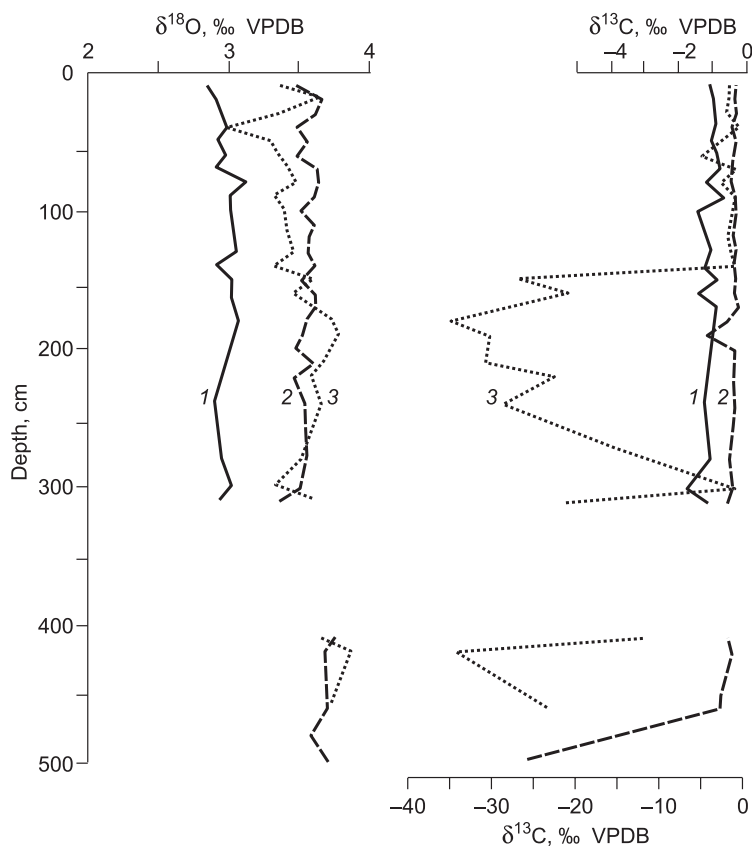 δ18O, ‰ VPDB
2 3 4
δ13C, ‰ VPDB
–4 –2 0
0
100
200
300
400
500
Depth, cm
1 2 3
3 1 2
–40 –30 –20 –10 0
δ13C, ‰ VPDB